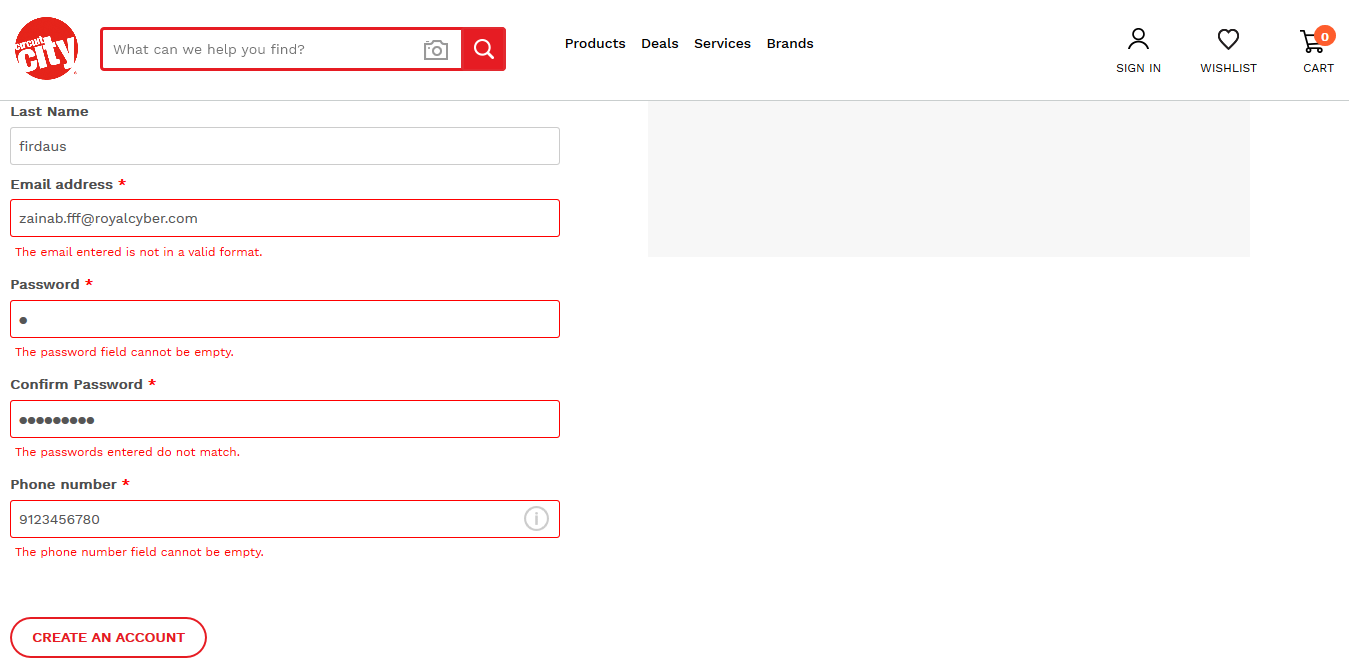 circuit
city
What can we help you find?
Products Deals Services Brands
SIGN IN
WISHLIST
0
CART
Last Name
firdaus
Email address *
zainab.fff@royalcyber.com
The email entered is not in a valid format.
Password *
●
The password field cannot be empty.
Confirm Password *
●●●●●●●●●
The passwords entered do not match.
Phone number *
9123456780
The phone number field cannot be empty.
CREATE AN ACCOUNT